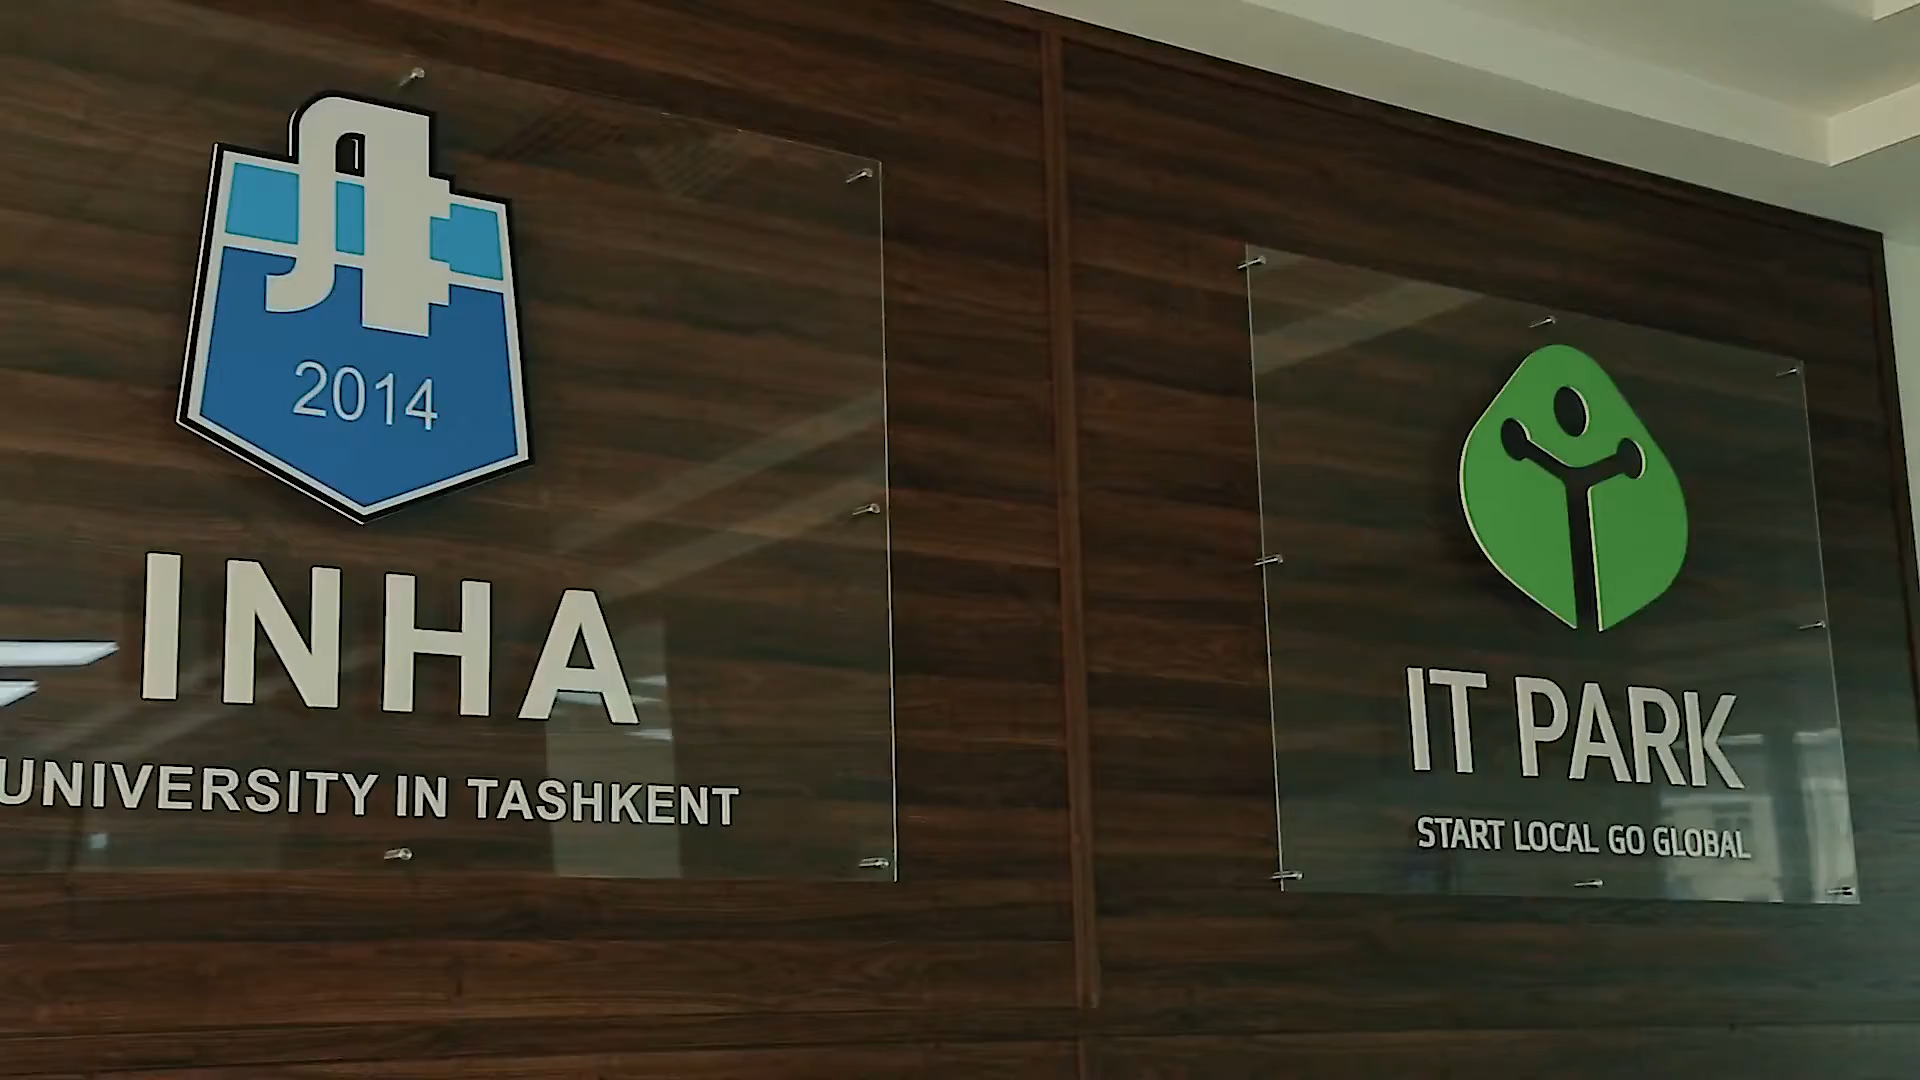 2014
INHA
UNIVERSITY IN TASHKENT
IT PARK
START LOCAL GO GLOBAL